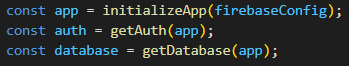 const app = initializeApp(firebaseConfig);
const auth = getAuth(app);
const database = getDatabase(app);